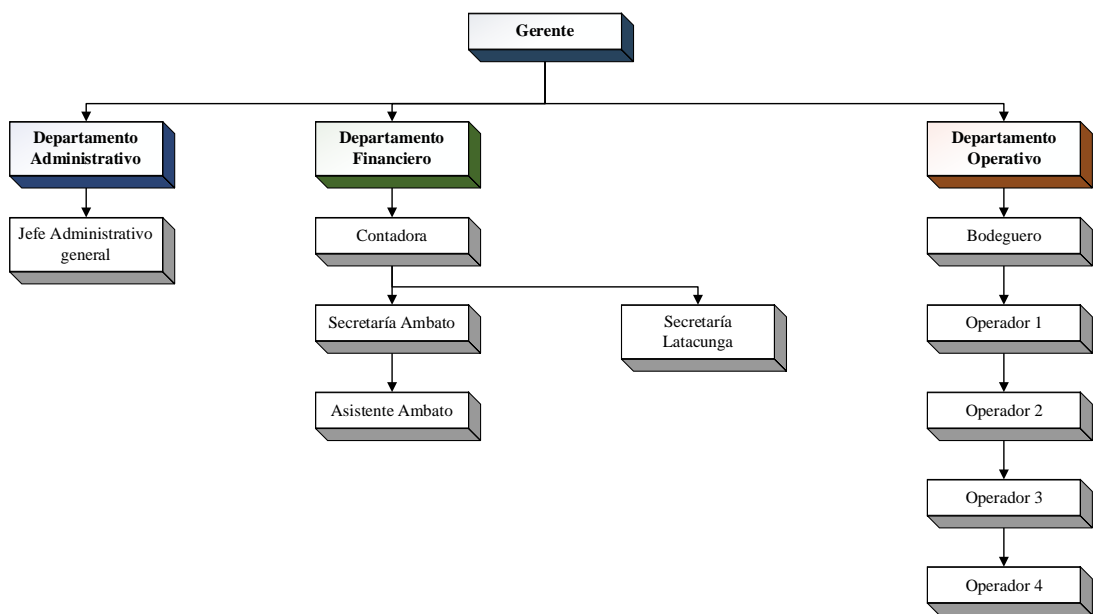 Gerente
Departamento
Administrativo
Departamento
Financiero
Departamento
Operativo
Jefe Administrativo
general
Contadora
Bodeguero
Secretaría Ambato
Secretaría
Latacunga
Operador 1
Asistente Ambato
Operador 2
Operador 3
Operador 4